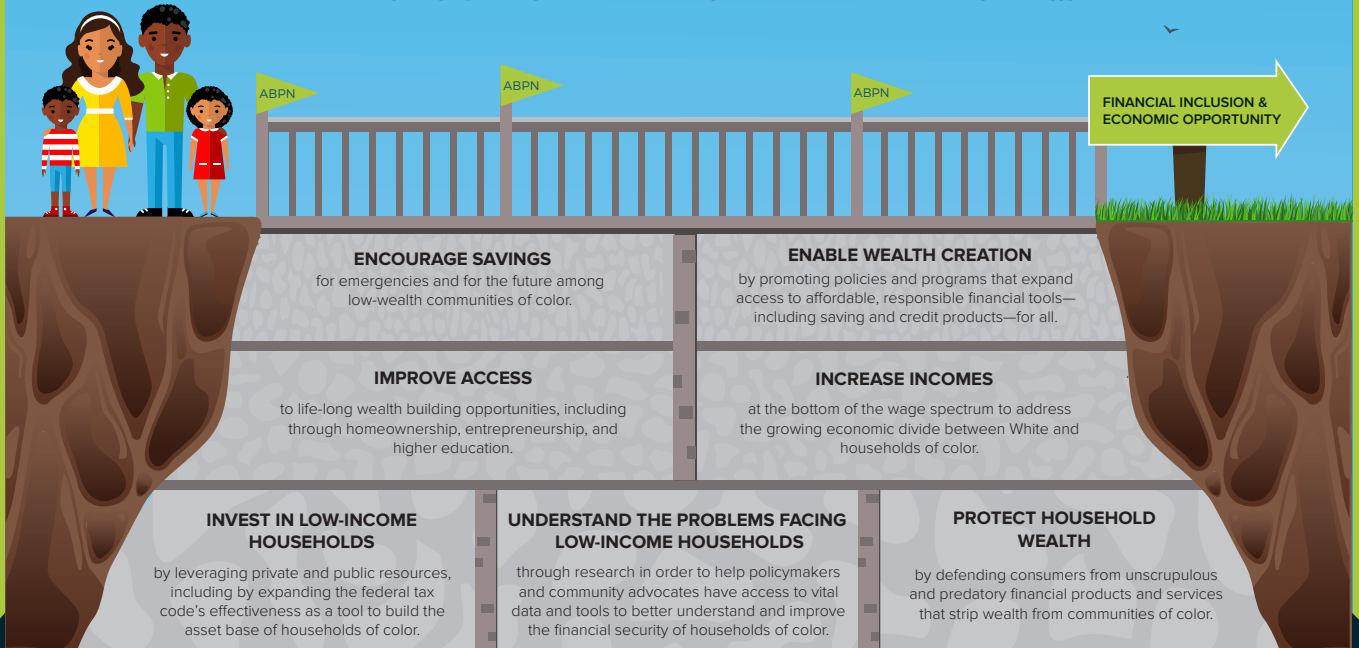 ABPN
ABPN
ABPN
FINANCIAL INCLUSION &
ECONOMIC OPPORTUNITY
ENCOURAGE SAVINGS
for emergencies and for the future among
low-wealth communities of color.
ENABLE WEALTH CREATION
by promoting policies and programs that expand
access to affordable, responsible financial tools—
including saving and credit products—for all.
IMPROVE ACCESS
to life-long wealth building opportunities, including
through homeownership, entrepreneurship, and
higher education.
INCREASE INCOMES
at the bottom of the wage spectrum to address
the growing economic divide between White and
households of color.
INVEST IN LOW-INCOME
HOUSEHOLDS
by leveraging private and public resources,
including by expanding the federal tax
code’s effectiveness as a tool to build the
asset base of households of color.
UNDERSTAND THE PROBLEMS FACING
LOW-INCOME HOUSEHOLDS
through research in order to help policymakers
and community advocates have access to vital
data and tools to better understand and improve
the financial security of households of color.
PROTECT HOUSEHOLD
WEALTH
by defending consumers from unscrupulous
and predatory financial products and services
that strip wealth from communities of color.